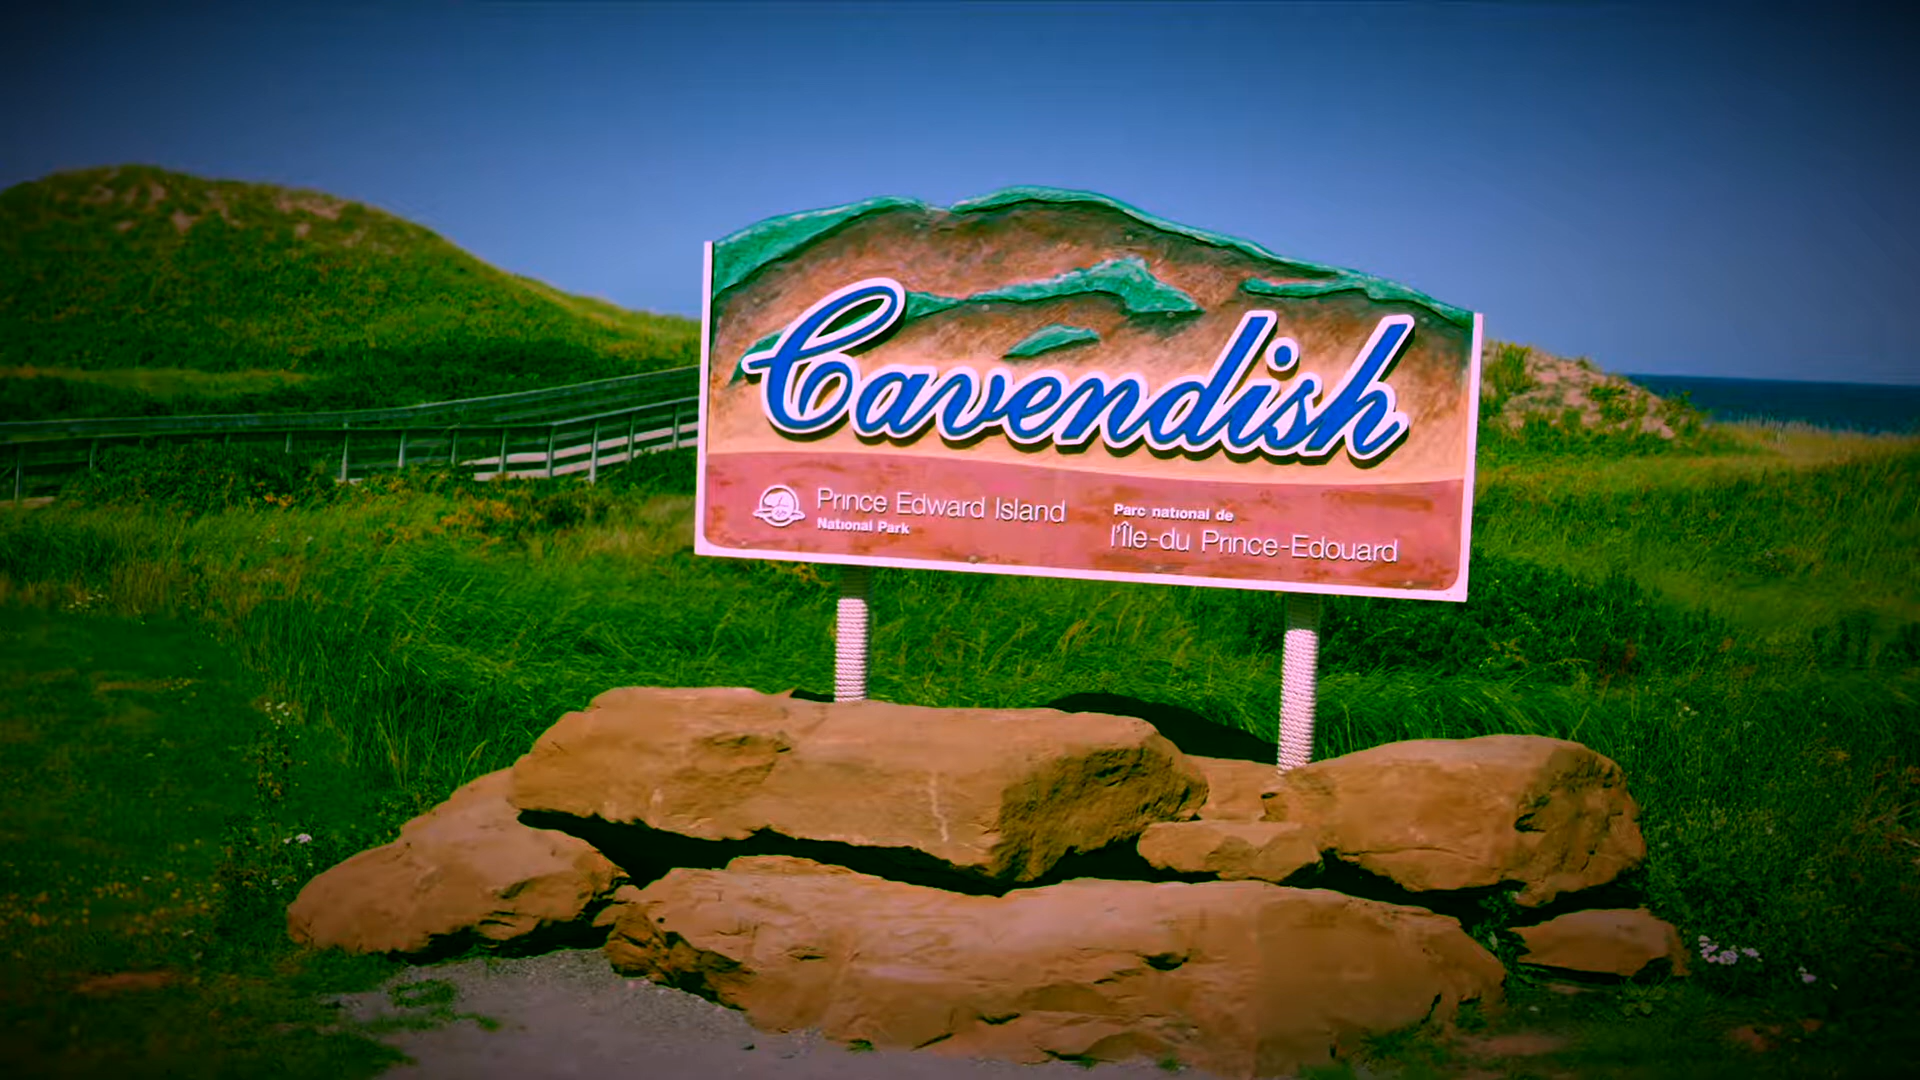 Cavendish
Prince Edward Island
National Park
Parc national de
l'Île-du Prince-Edouard